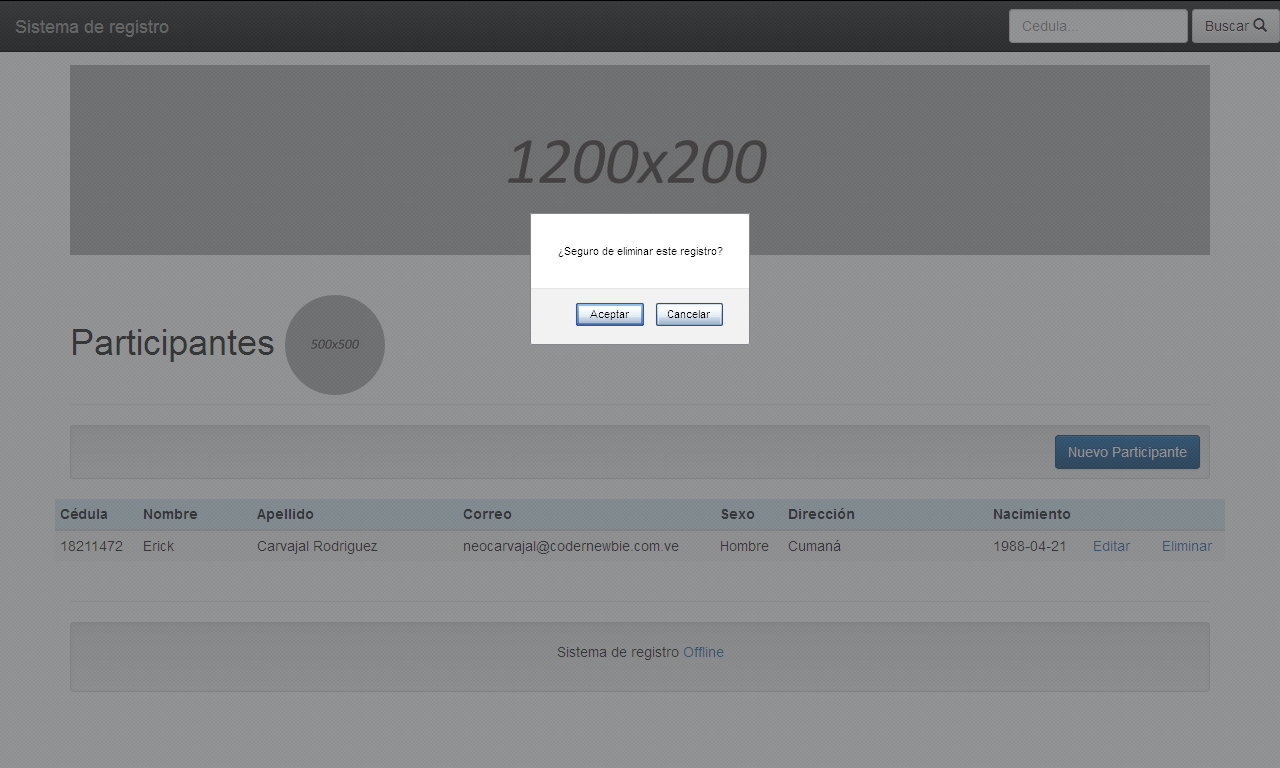 Sistema de registro Cedula... Buscar
1200x200
¿Seguro de eliminar este registro?
Aceptar Cancelar
Participantes 500x500
Nuevo Participante
Cédula Nombre Apellido Correo Sexo Dirección Nacimiento
18211472 Erick Carvajal Rodriguez neocarvajal@codernewbie.com.ve Hombre Cumaná 1988-04-21 Editar Eliminar
Sistema de registro Offline